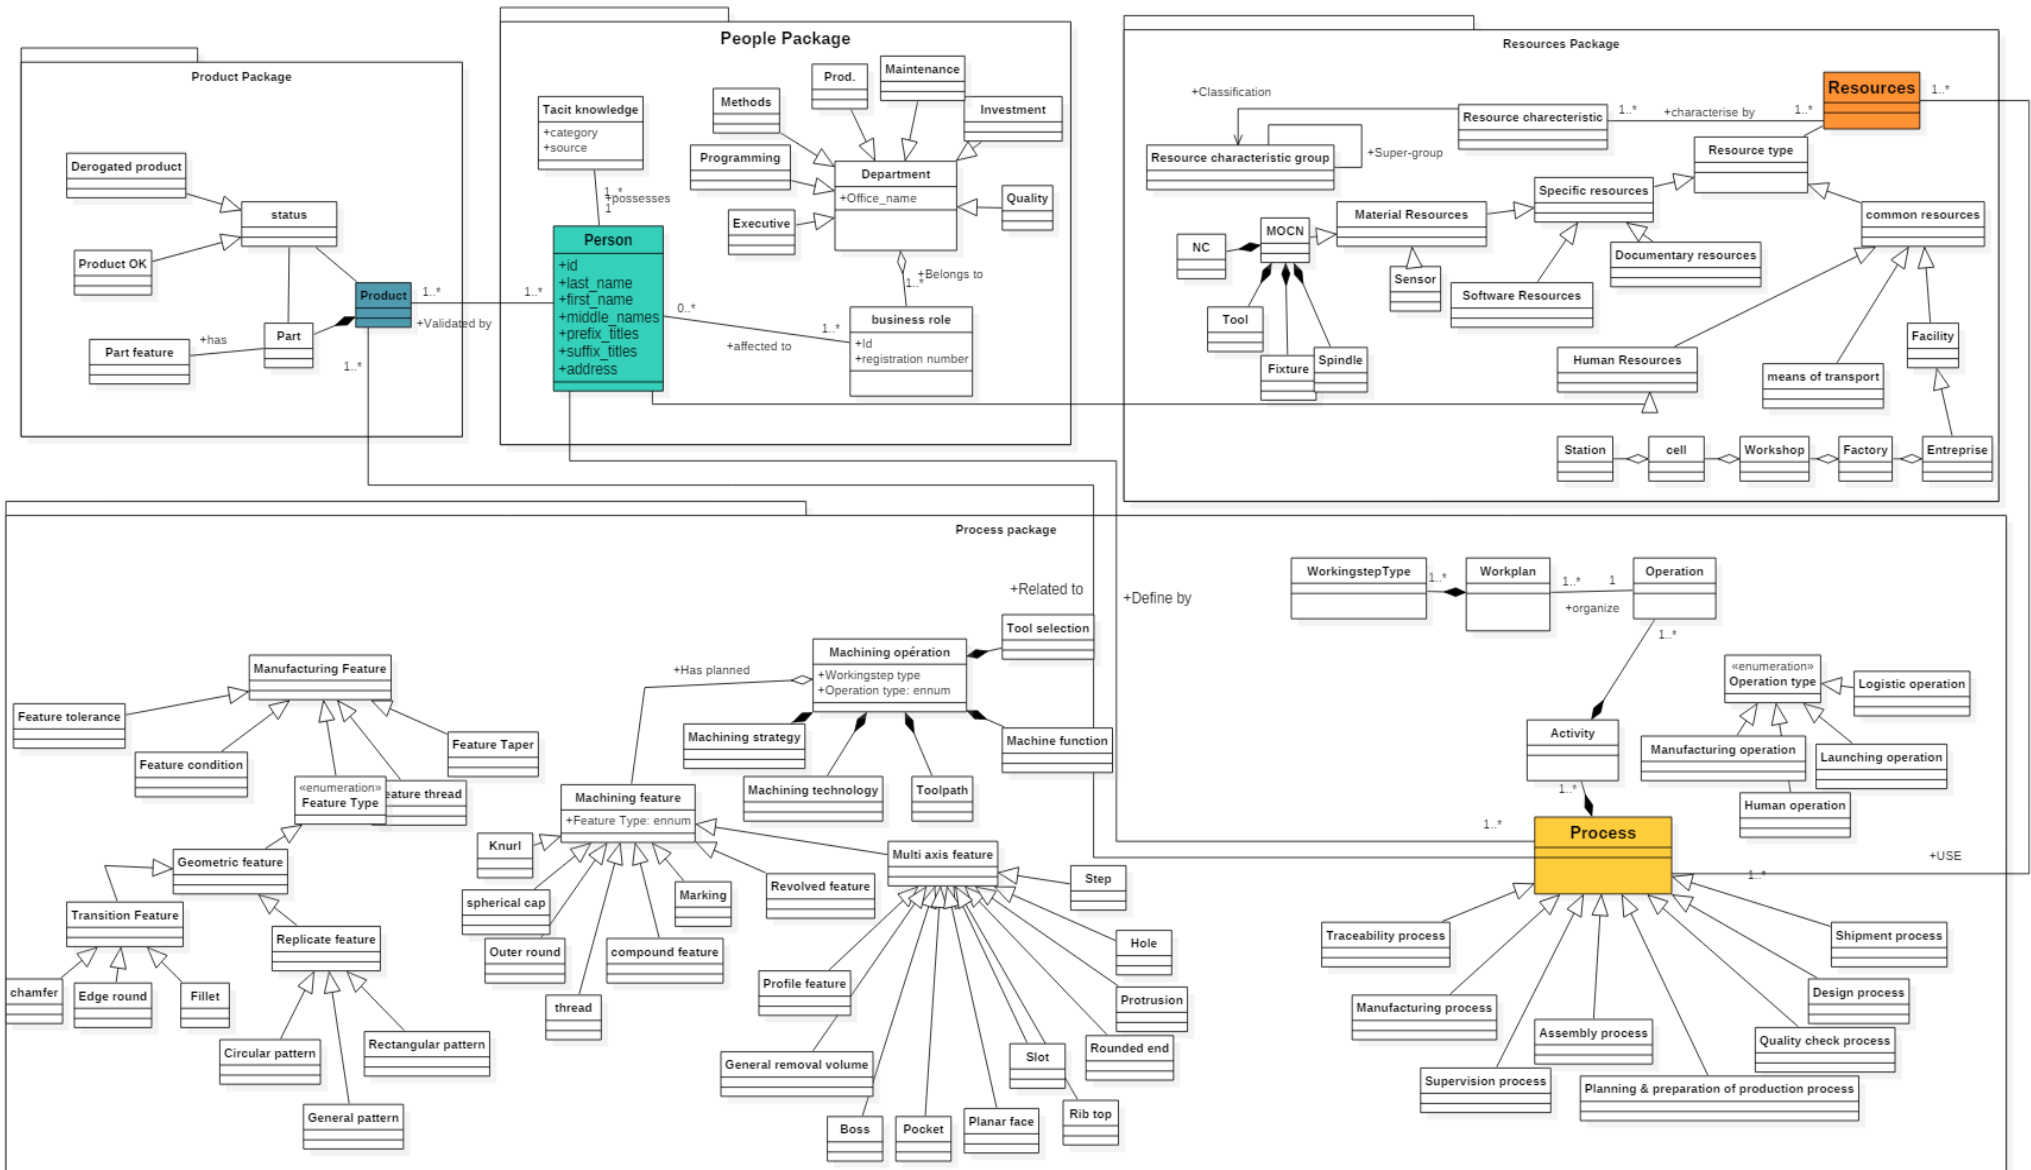 Product Package
Derogated product
status
Product OK
Product
1..*
+Validated by
1..*
Part
+has
Part feature
1..*
People Package
Tacit knowledge
+category
+source
1..*
+possesses
1
Person
+id
+last_name
+first_name
+middle_names
+prefix_titles
+suffix_titles
+address
Methods
Prod.
Maintenance
Investment
Programming
Department
+Office_name
Executive
Quality
+Belongs to
1..*
0..*
+affected to
1..*
business role
+Id
+registration number
Resources Package
+Classification
Resource charecteristic
1..*
+characterise by
1..*
Resources
1..*
Resource characteristic group
+Super-group
Resource type
Specific resources
Material Resources
common resources
MOCN
NC
Sensor
Documentary resources
Software Resources
Tool
Fixture
Spindle
Human Resources
means of transport
Facility
Station
cell
Workshop
Factory
Entreprise
Process package
+Related to
+Define by
WorkingstepType
1..*
Workplan
1..*
1
+organize
Operation
1..*
Tool selection
Machining opération
+Workingstep type
+Operation type: ennum
+Has planned
Machining strategy
Machine function
Machining technology
Toolpath
Manufacturing Feature
Feature tolerance
Feature condition
Feature Taper
«enumeration»
Feature Type
eature thread
Geometric feature
Transition Feature
Replicate feature
chamfer
Edge round
Fillet
Circular pattern
Rectangular pattern
General pattern
Machining feature
+Feature Type: ennum
Knurl
spherical cap
Outer round
thread
compound feature
Marking
Revolved feature
Multi axis feature
Step
Hole
Profile feature
Protrusion
General removal volume
Slot
Rounded end
Boss
Pocket
Planar face
Rib top
Activity
1..*
«enumeration»
Operation type
Logistic operation
Manufacturing operation
Launching operation
Human operation
Process
1..*
+USE
1..*
Traceability process
Shipment process
Manufacturing process
Design process
Assembly process
Quality check process
Supervision process
Planning & preparation of production process